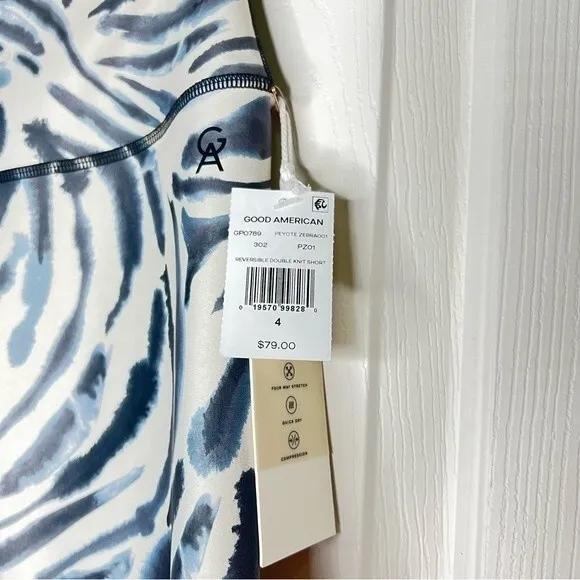 GA
GOOD AMERICAN
GP0789 PEYOTE ZEBRA001
302 PZ01
REVERSIBLE DOUBLE KNIT SHORT
0 19570 99828 0
4
$79.00
FOUR WAY STRETCH
QUICK DRY
COMPRESSION